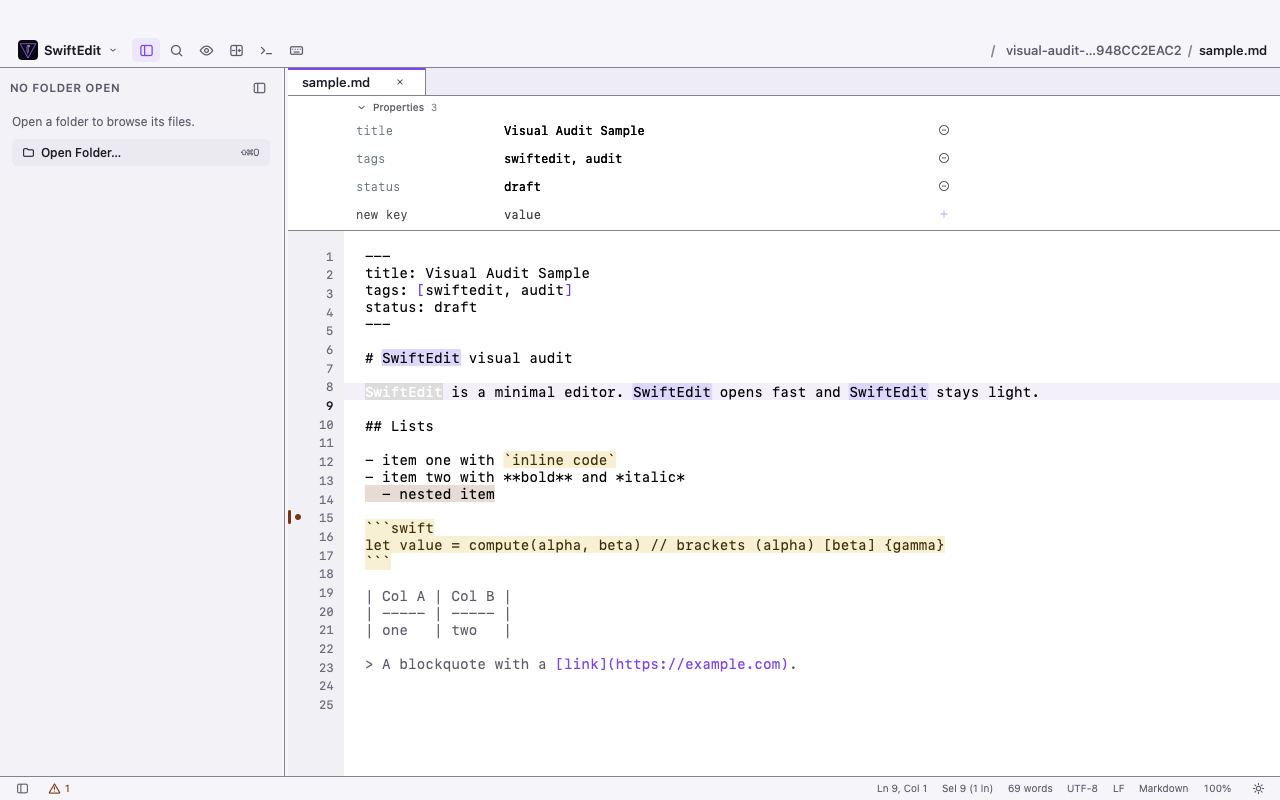 SwiftEdit
/ visual-audit-...948CC2EAC2 / sample.md
NO FOLDER OPEN
Open a folder to browse its files.
Open Folder... ⇧⌘O
sample.md ×
Properties 3
title Visual Audit Sample
tags swiftedit, audit
status draft
new key value +
1
2
3
4
5
6
7
8
9
10
11
12
13
14
15
16
17
18
19
20
21
22
23
24
25
---
title: Visual Audit Sample
tags: [swiftedit, audit]
status: draft
---
# SwiftEdit visual audit
SwiftEdit is a minimal editor. SwiftEdit opens fast and SwiftEdit stays light.
## Lists
- item one with `inline code`
- item two with **bold** and *italic*
  - nested item
```swift
let value = compute(alpha, beta) // brackets (alpha) [beta] {gamma}
```
| Col A | Col B |
| ----- | ----- |
| one   | two   |
> A blockquote with a [link](https://example.com).
1
Ln 9, Col 1 Sel 9 (1 ln) 69 words UTF-8 LF Markdown 100%